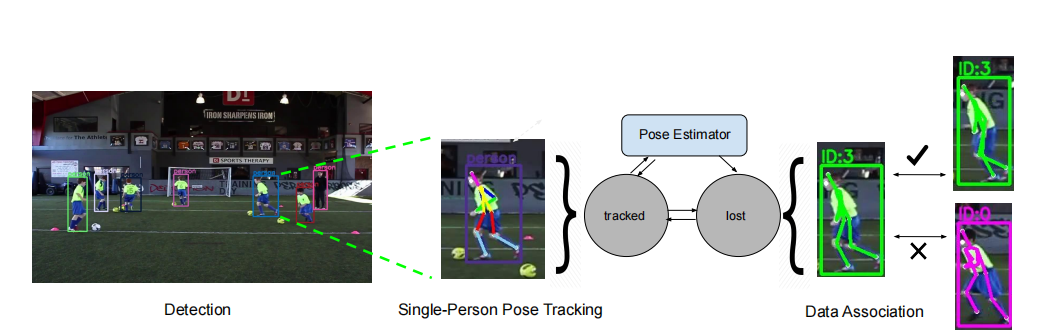 IRON SHARPENS IRON
SPORTS THERAPY
person
person
Pose Estimator
tracked
lost
ID:3
ID:3
ID:0
Detection
Single-Person Pose Tracking
Data Association